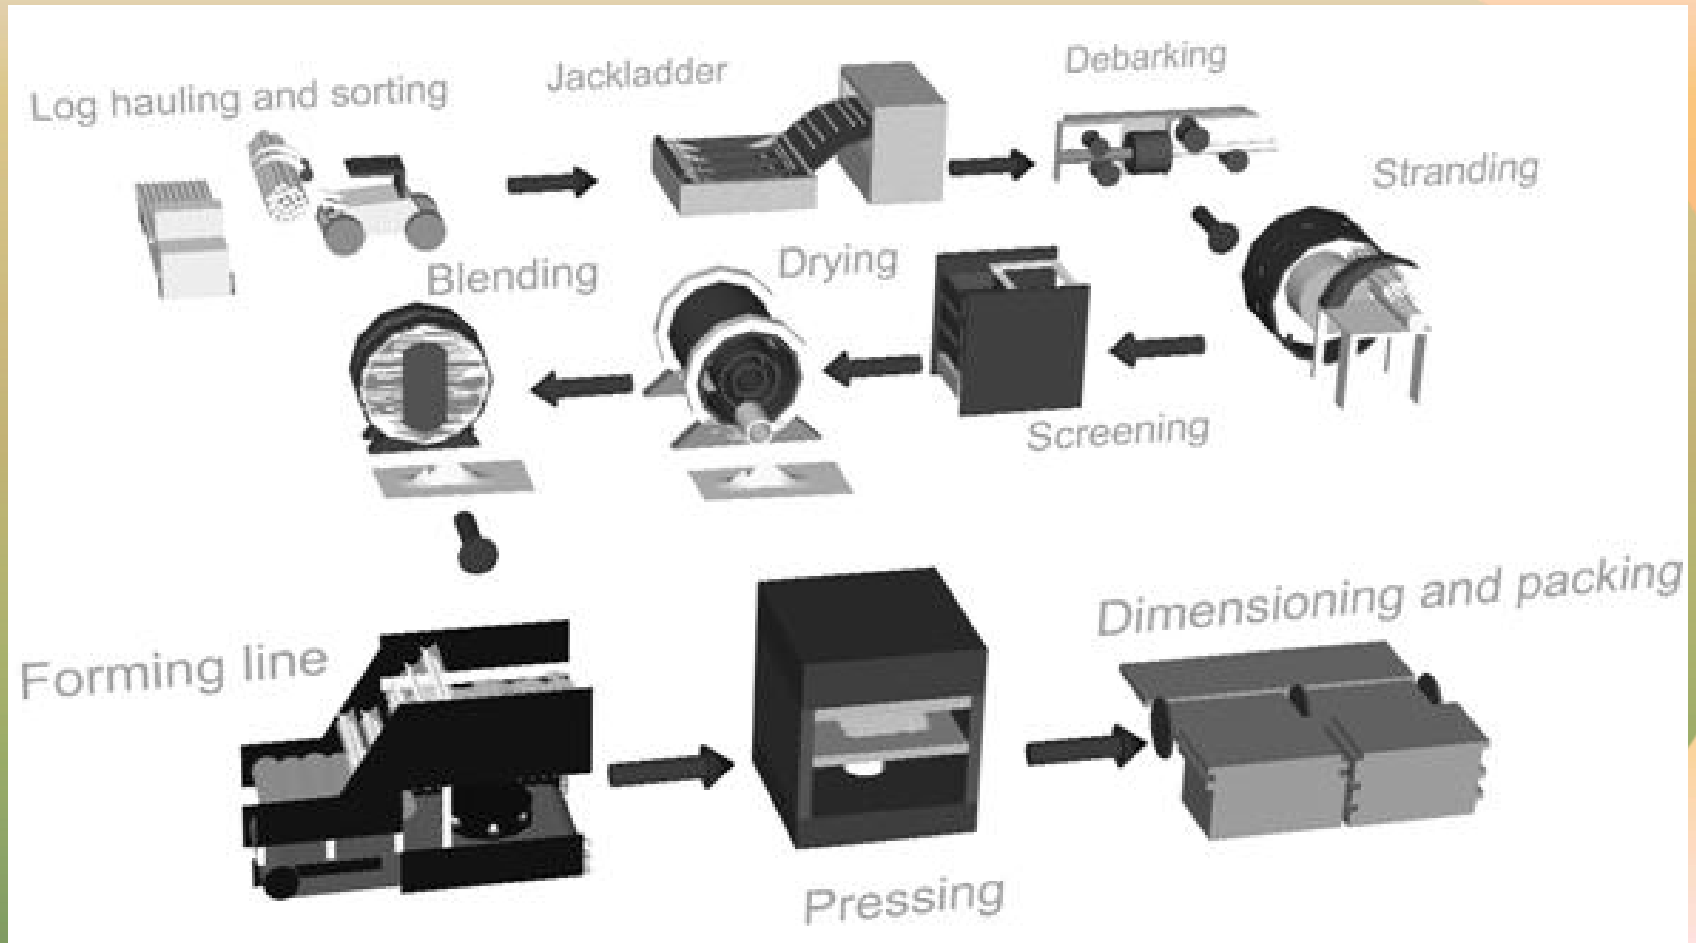 Log hauling and sorting
Jackladder
Debarking
Stranding
Screening
Drying
Blending
Forming line
Pressing
Dimensioning and packing